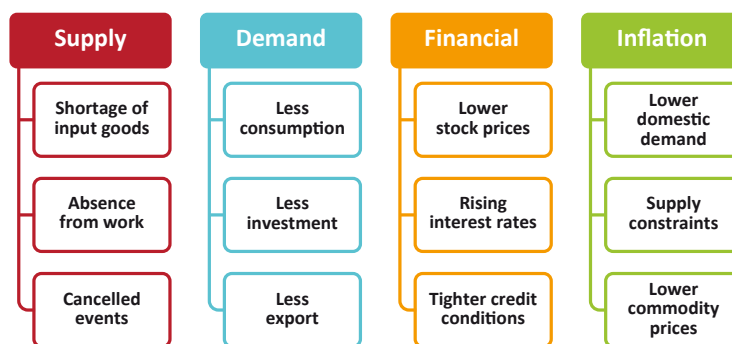 Supply
Shortage of
input goods
Absence
from work
Cancelled
events
Demand
Less
consumption
Less
investment
Less
export
Financial
Lower
stock prices
Rising
interest rates
Tighter credit
conditions
Inflation
Lower
domestic
demand
Supply
constraints
Lower
commodity
prices